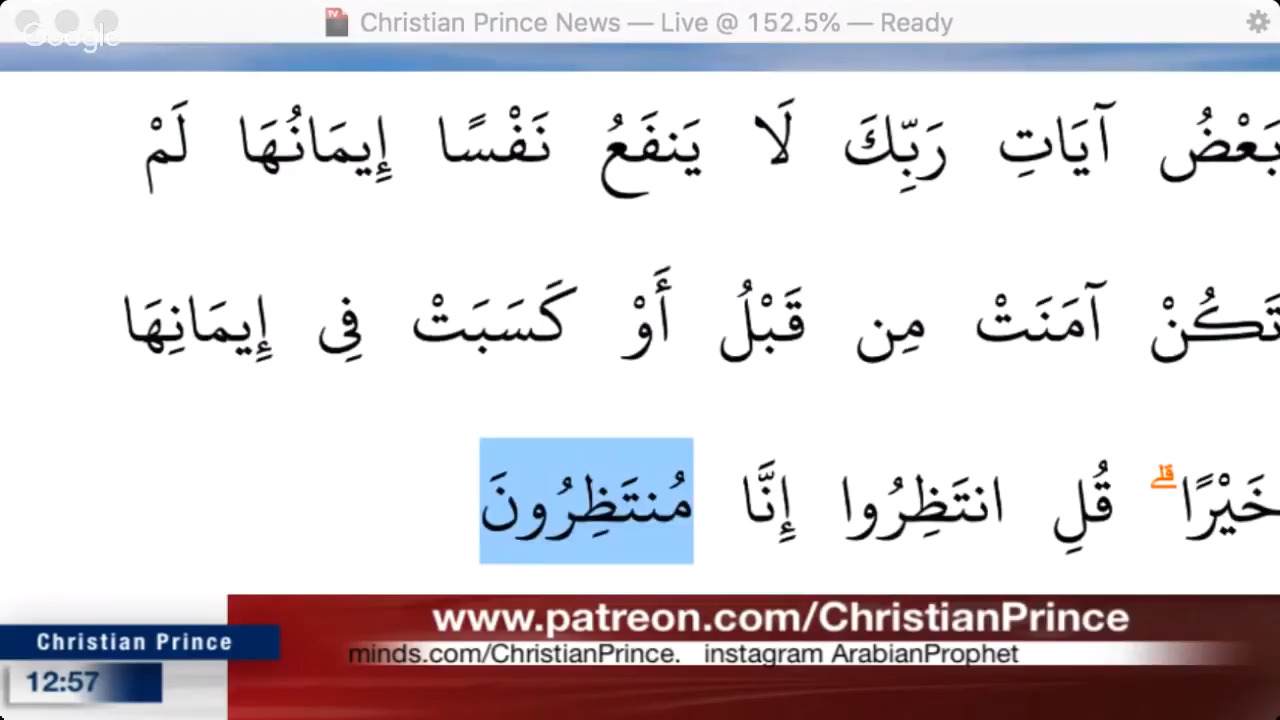 Christian Prince News — Live @ 152.5% — Ready
Google
بَعْضُ آيَاتِ رَبِّكَ لَا يَنفَعُ نَفْسًا إِيمَانُهَا لَمْ
تَكُنْ آمَنَتْ مِن قَبْلُ أَوْ كَسَبَتْ فِى إِيمَانِهَا
خَيْرًا ۗ قُلِ انتَظِرُوا إِنَّا مُنتَظِرُونَ
www.patreon.com/ChristianPrince
Christian Prince
minds.com/ChristianPrince. instagram ArabianProphet
12:57